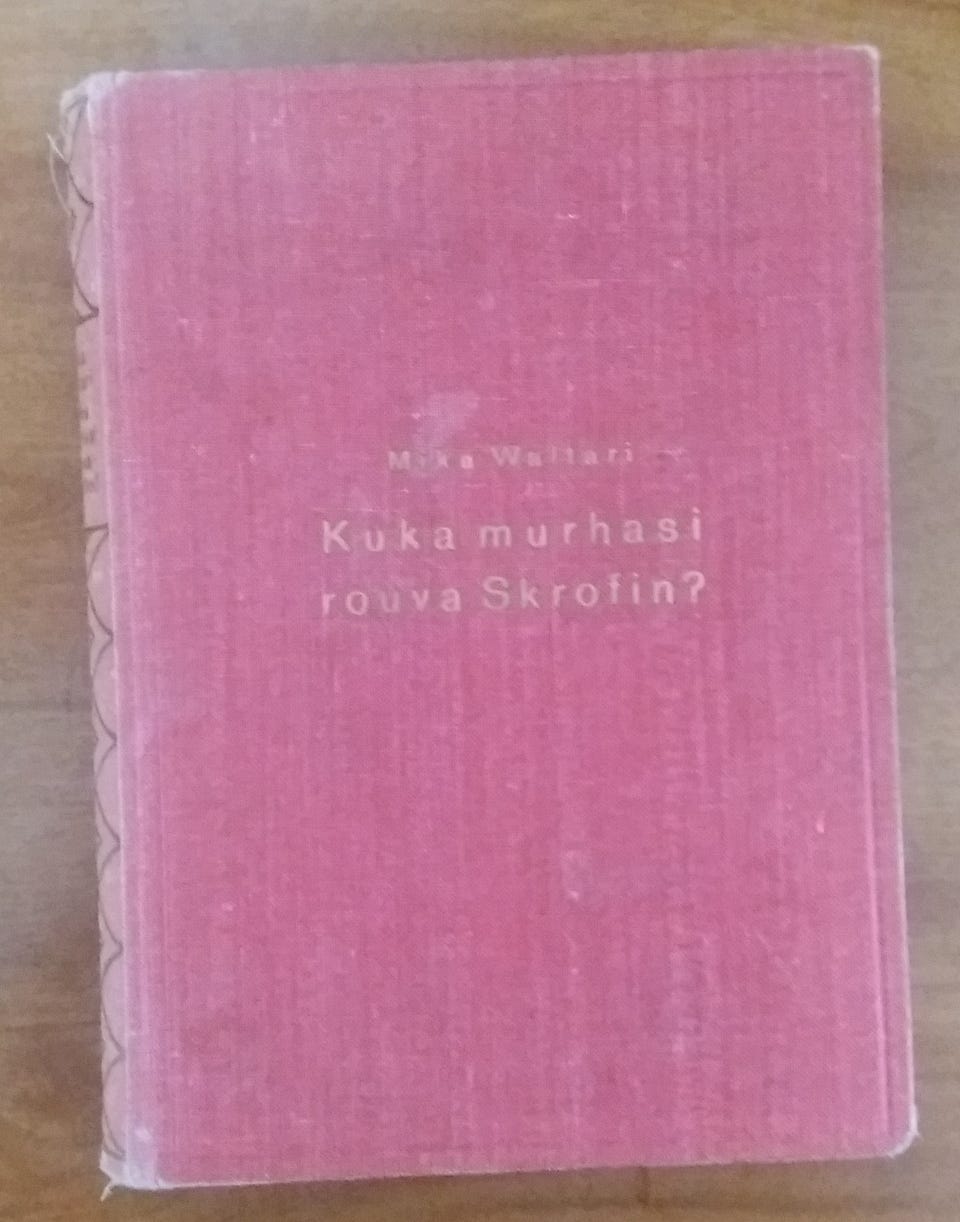 Mika Waltari
Kuka murhasi
rouva Skrofin?